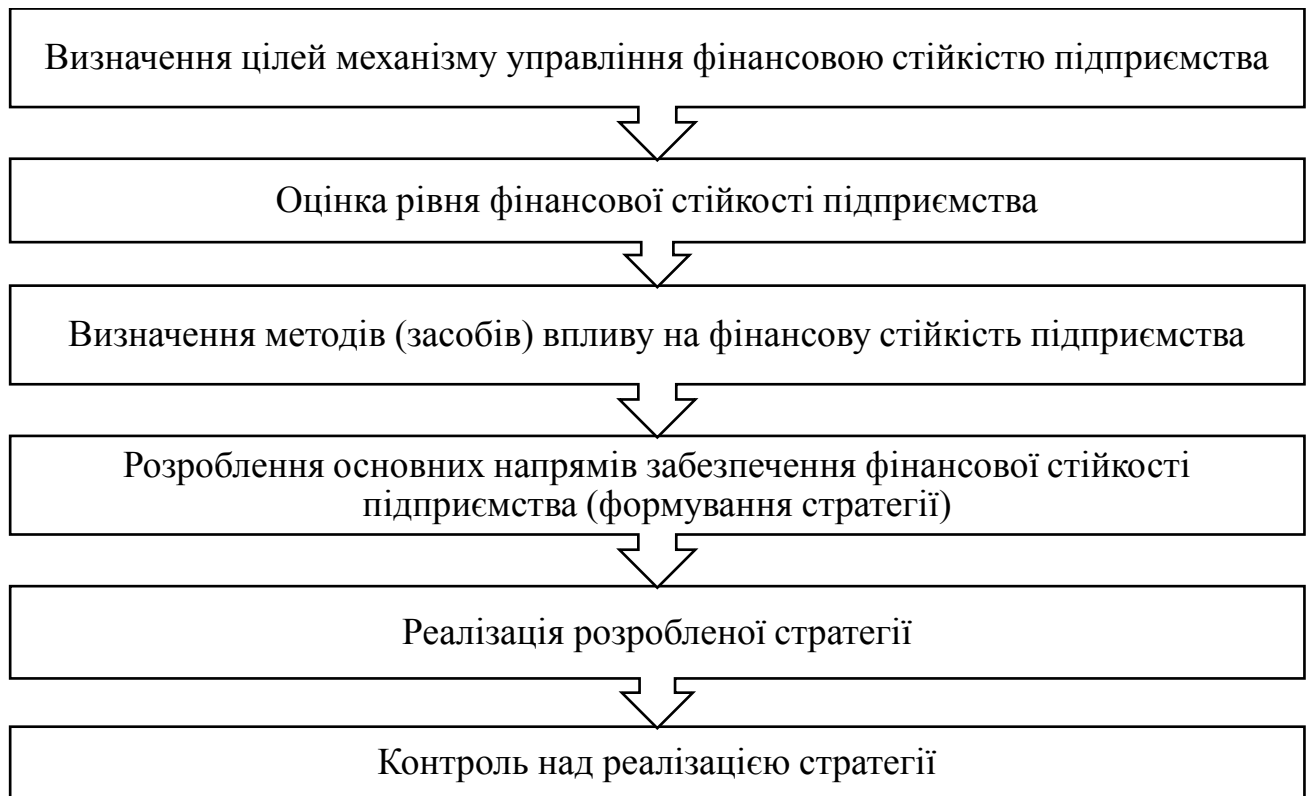 Визначення цілей механізму управління фінансовою стійкістю підприємства
Оцінка рівня фінансової стійкості підприємства
Визначення методів (засобів) впливу на фінансову стійкість підприємства
Розроблення основних напрямів забезпечення фінансової стійкості
підприємства (формування стратегії)
Реалізація розробленої стратегії
Контроль над реалізацією стратегії